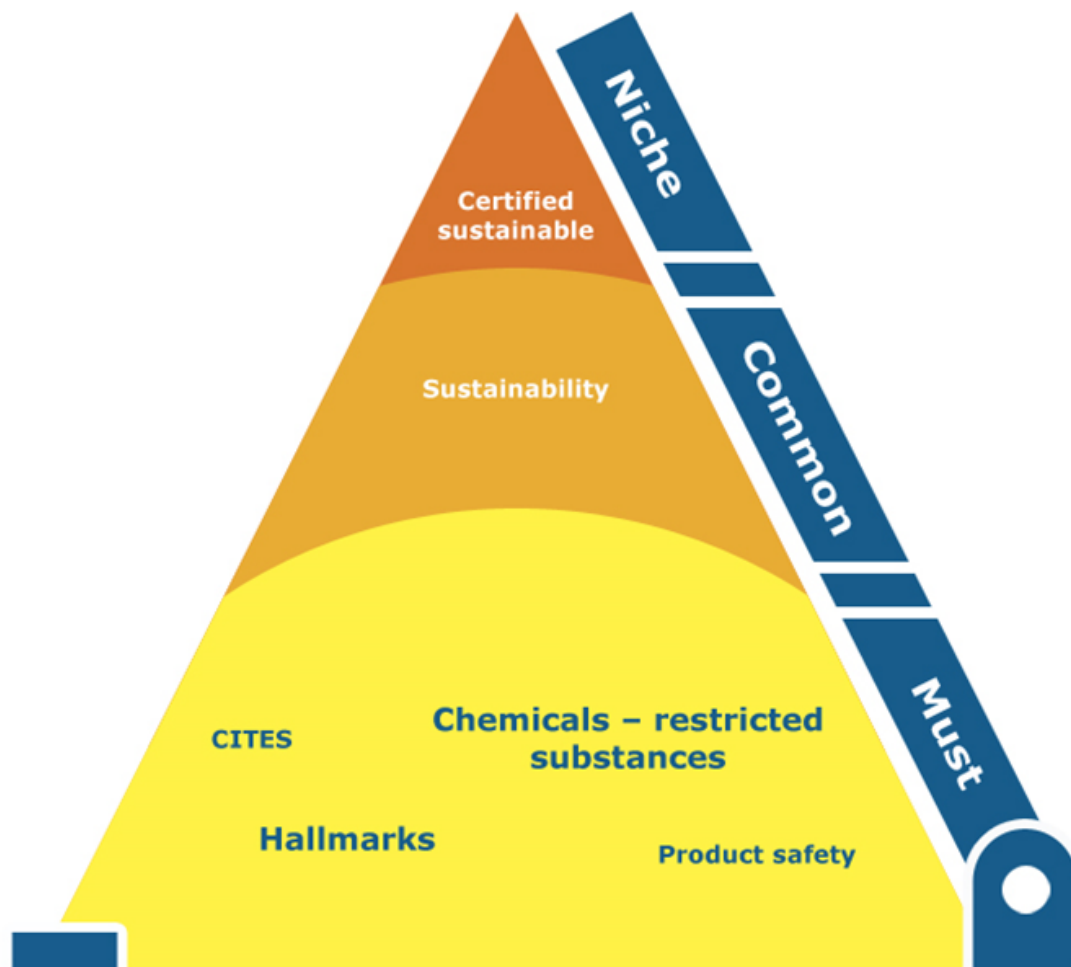 Niche
Certified
sustainable
Common
Sustainability
Must
Chemicals – restricted
substances
CITES
Hallmarks
Product safety